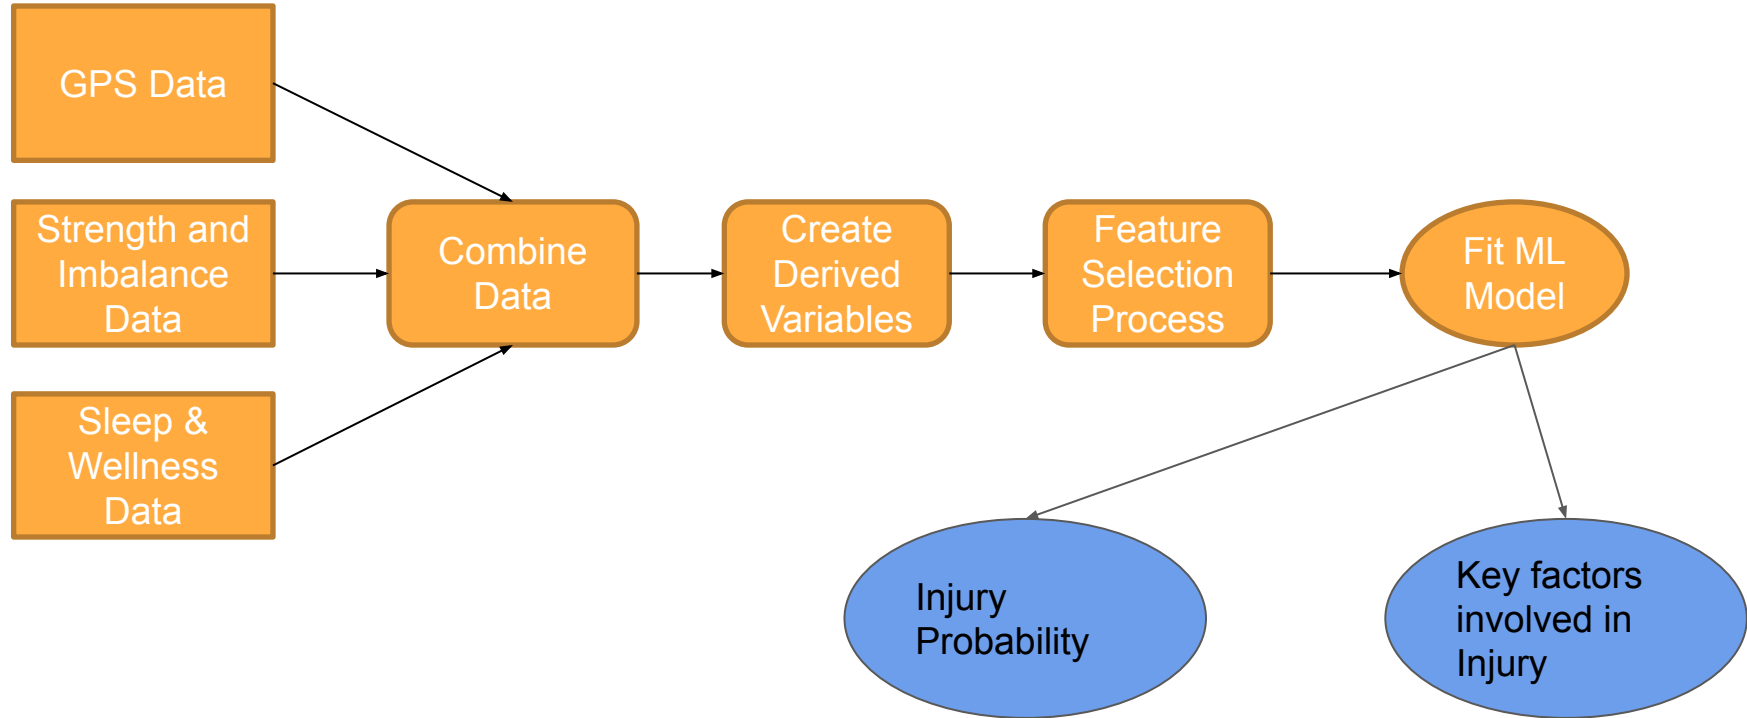 GPS Data
Strength and
Imbalance
Data
Sleep &
Wellness
Data
Combine
Data
Create
Derived
Variables
Feature
Selection
Process
Fit ML
Model
Injury
Probability
Key factors
involved in
Injury